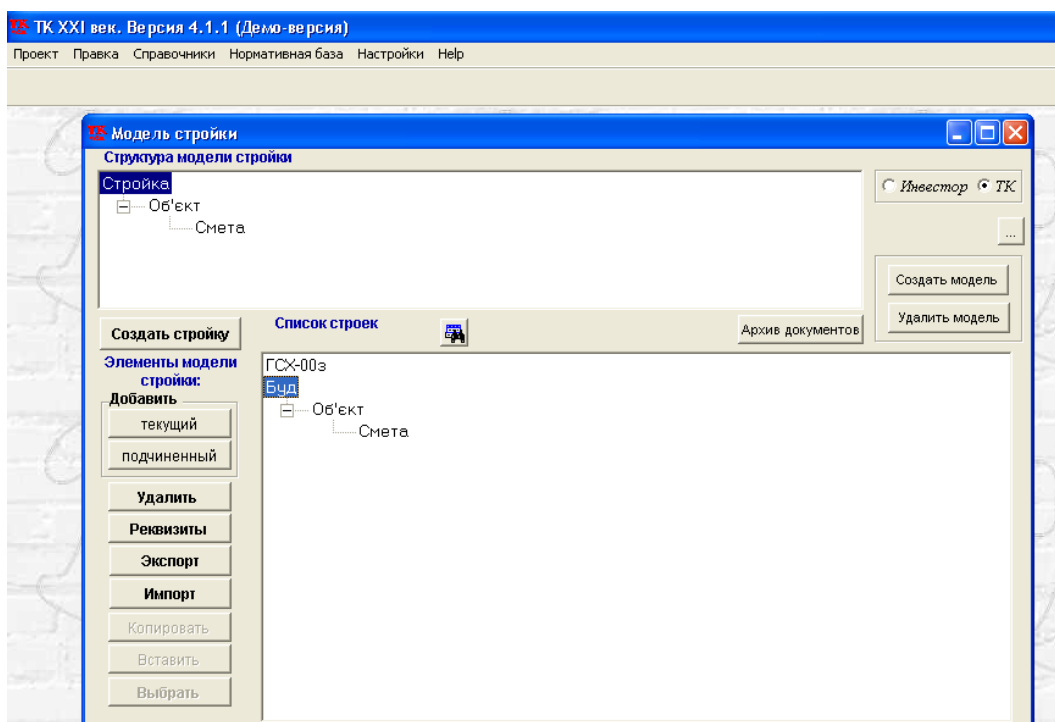 ТК XXI век. Версия 4.1.1 (Демо-версия)
Проект Правка Справочники Нормативная база Настройки Help
ТК Модель стройки
Структура модели стройки
Стройка
Об'єкт
Смета
Инвестор ТК
...
Создать модель
Удалить модель
Создать стройку
Список строек
Архив документов
Элементы модели
стройки:
Добавить
текущий
подчиненный
Удалить
Реквизиты
Экспорт
Импорт
Копировать
Вставить
Выбрать
ГСХ-00з
Буд
Об'єкт
Смета